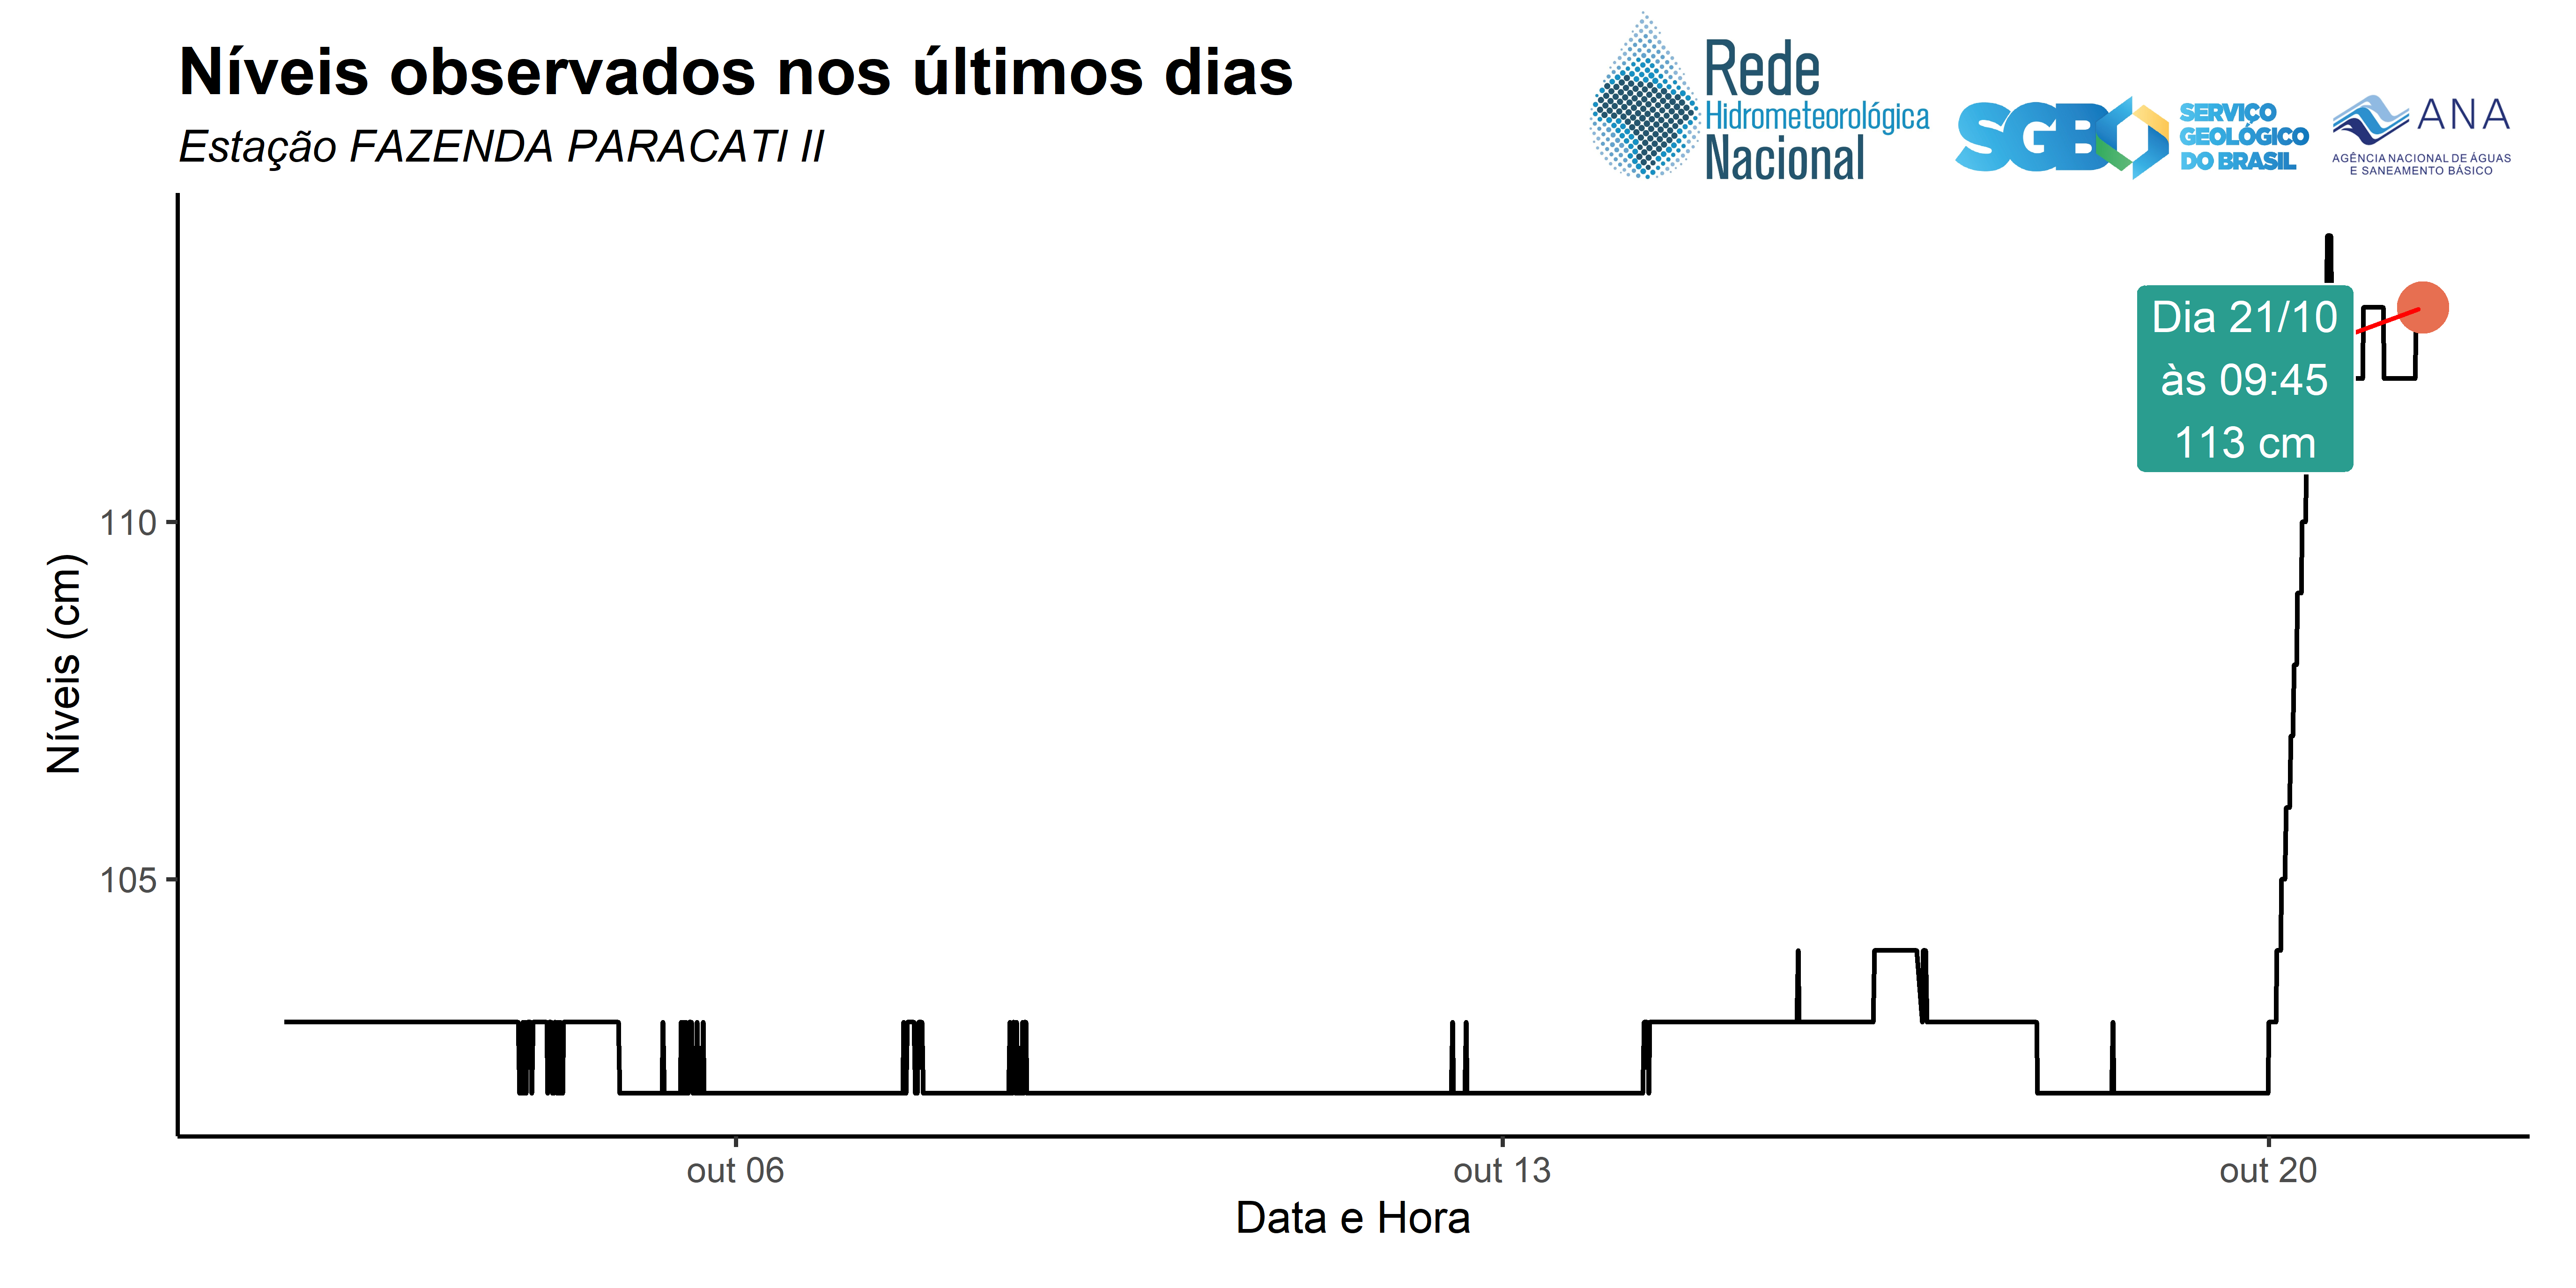 Níveis observados nos últimos dias
Estação FAZENDA PARACATI II
Rede
Hidrometeorológica
Nacional
SGB
SERVIÇO
GEOLÓGICO
DO BRASIL
ANA
AGÊNCIA NACIONAL DE ÁGUAS
E SANEAMENTO BÁSICO
Dia 21/10
às 09:45
113 cm
Níveis (cm)
110
105
out 06
out 13
out 20
Data e Hora